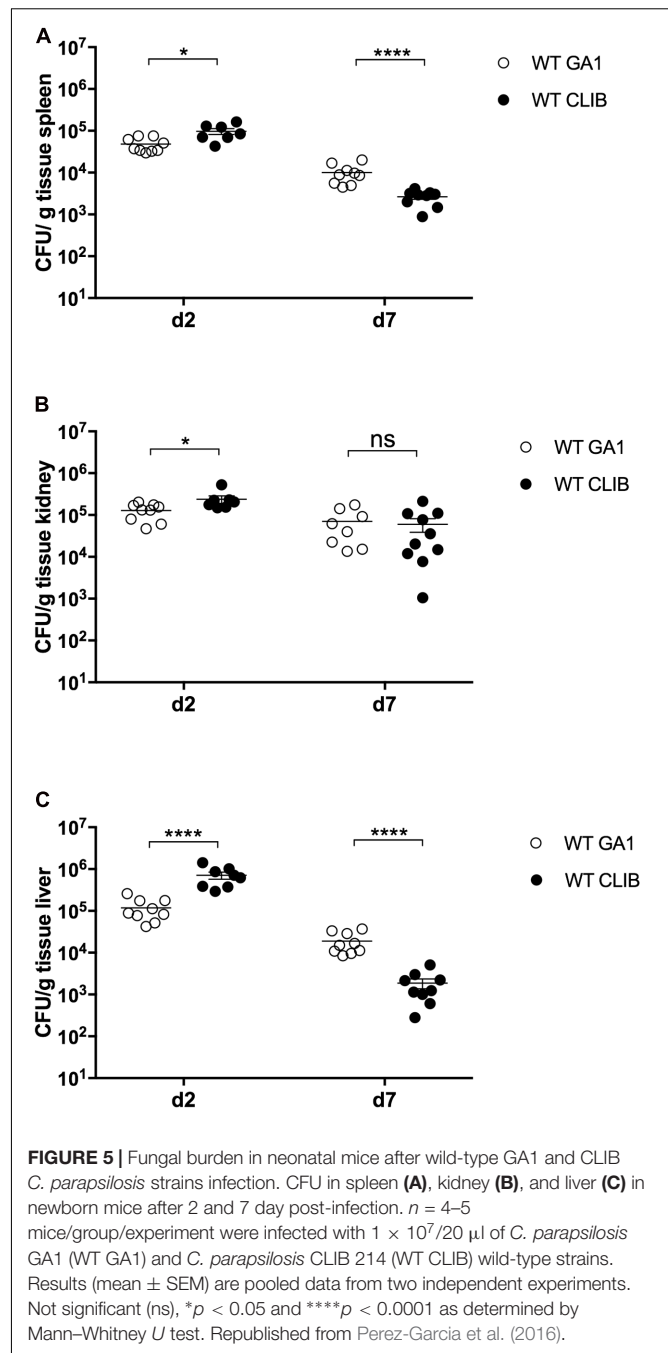 A
CFU/ g tissue spleen
10⁷
10⁶
10⁵
10⁴
10³
10²
10¹
*
****
WT GA1
WT CLIB
d2
d7
B
CFU/g tissue kidney
10⁷
10⁶
10⁵
10⁴
10³
10²
10¹
*
ns
WT GA1
WT CLIB
d2
d7
C
CFU/g tissue liver
10⁷
10⁶
10⁵
10⁴
10³
10²
10¹
****
****
WT GA1
WT CLIB
d2
d7
FIGURE 5 | Fungal burden in neonatal mice after wild-type GA1 and CLIB
C. parapsilosis strains infection. CFU in spleen (A), kidney (B), and liver (C) in
newborn mice after 2 and 7 day post-infection. n = 4–5
mice/group/experiment were infected with 1 × 10⁷/20 μl of C. parapsilosis
GA1 (WT GA1) and C. parapsilosis CLIB 214 (WT CLIB) wild-type strains.
Results (mean ± SEM) are pooled data from two independent experiments.
Not significant (ns), *p < 0.05 and ****p < 0.0001 as determined by
Mann–Whitney U test. Republished from Perez-Garcia et al. (2016).